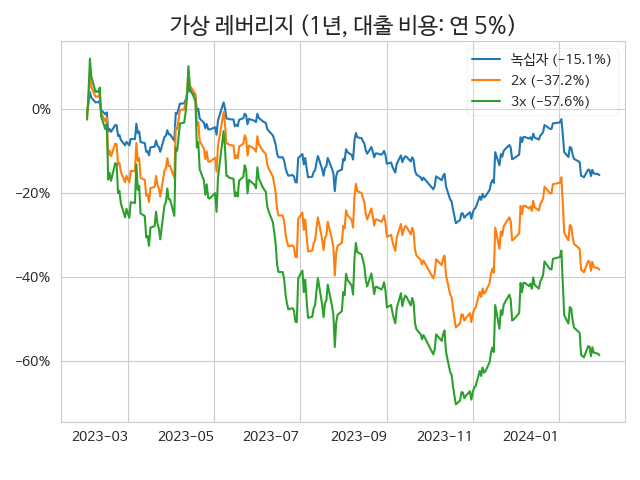 가상 레버리지 (1년, 대출 비용: 연 5%)
녹십자 (-15.1%)
2x (-37.2%)
3x (-57.6%)
0%
-20%
-40%
-60%
2023-03 2023-05 2023-07 2023-09 2023-11 2024-01